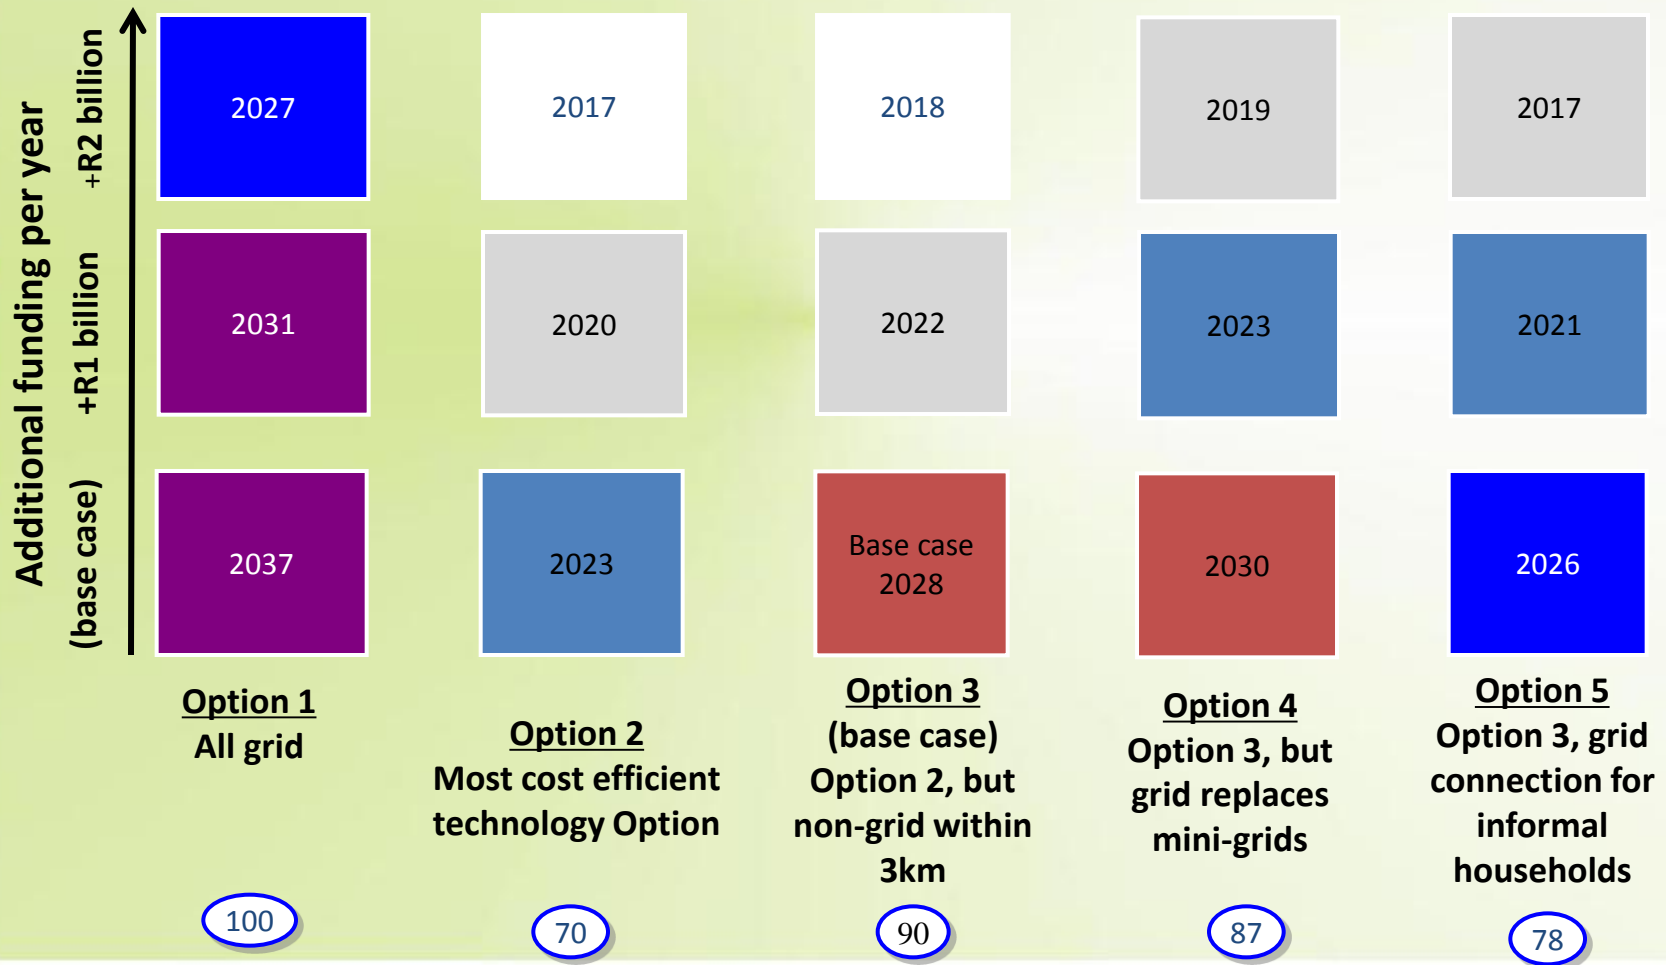 Additional funding per year
+R2 billion
2027
2017
2018
2019
2017
+R1 billion
2031
2020
2022
2023
2021
(base case)
2037
2023
Base case
2028
2030
2026
Option 1
All grid
Option 2
Most cost efficient
technology Option
Option 3
(base case)
Option 2, but
non-grid within
3km
Option 4
Option 3, but
grid replaces
mini-grids
Option 5
Option 3, grid
connection for
informal
households
100
70
90
87
78